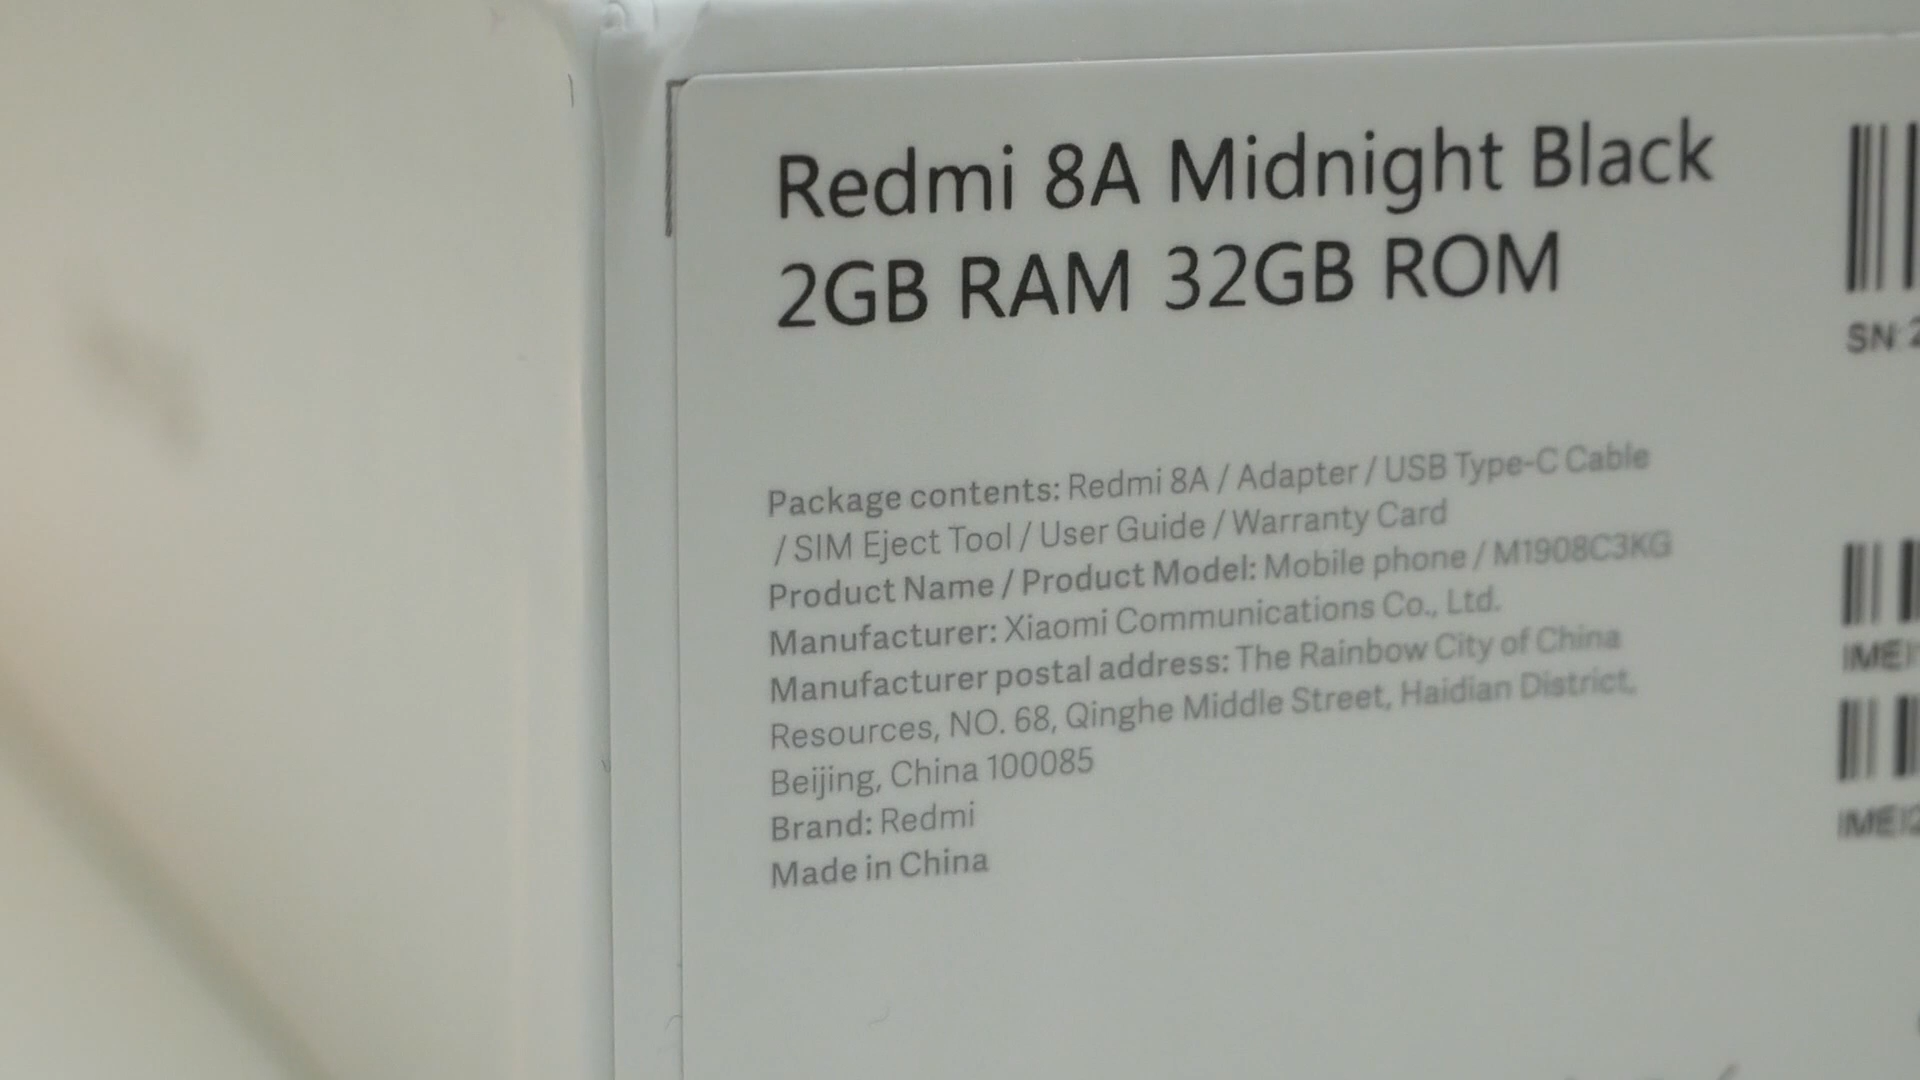 Redmi 8A Midnight Black
2GB RAM 32GB ROM
SN: 2
Package contents: Redmi 8A / Adapter / USB Type-C Cable
/ SIM Eject Tool / User Guide / Warranty Card
Product Name / Product Model: Mobile phone / M1908C3KG
Manufacturer: Xiaomi Communications Co., Ltd.
Manufacturer postal address: The Rainbow City of China
Resources, NO. 68, Qinghe Middle Street, Haidian District,
Beijing, China 100085
Brand: Redmi
Made in China
IMEI1
IMEI2